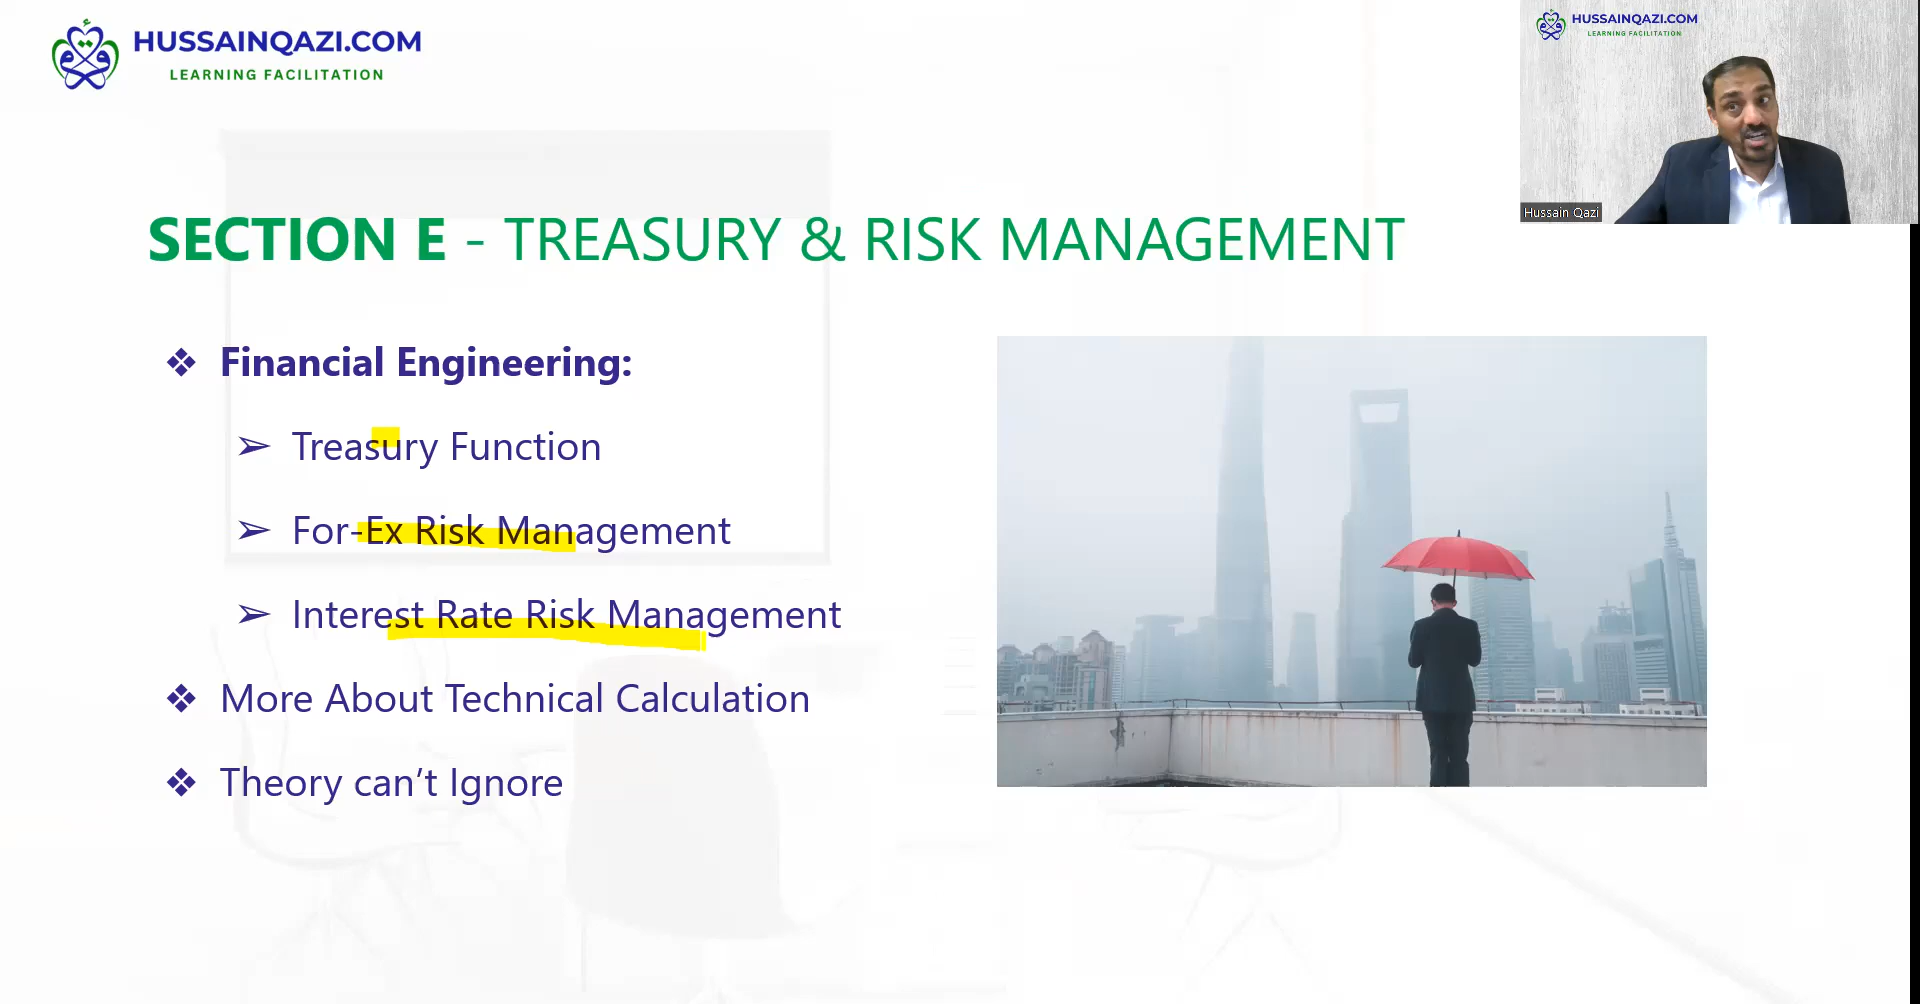 HUSSAINQAZI.COM
LEARNING FACILITATION
HUSSAINQAZI.COM
LEARNING FACILITATION
Hussain Qazi
SECTION E - TREASURY & RISK MANAGEMENT
❖ Financial Engineering:
➢ Treasury Function
➢ For-Ex Risk Management
➢ Interest Rate Risk Management
❖ More About Technical Calculation
❖ Theory can’t Ignore